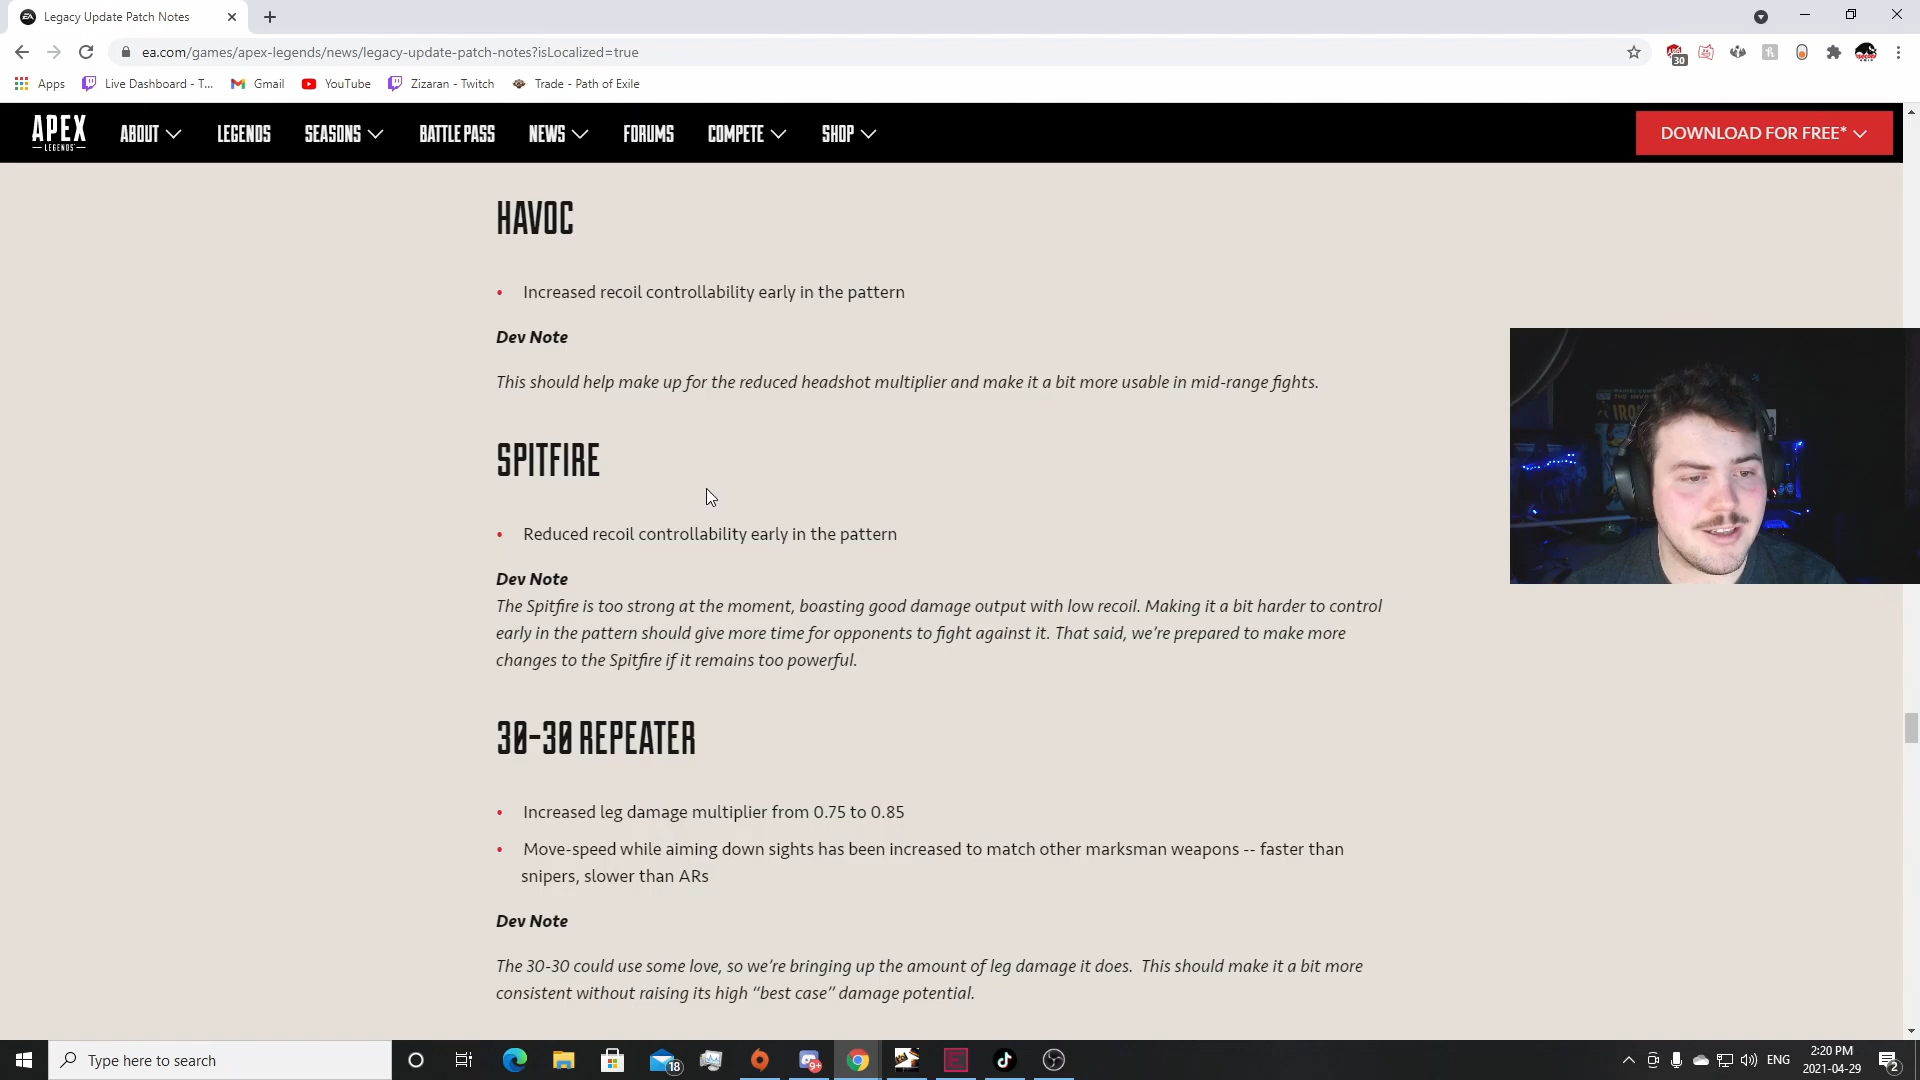 Legacy Update Patch Notes
ea.com/games/apex-legends/news/legacy-update-patch-notes?isLocalized=true
30
Apps
Live Dashboard - T...
Gmail
YouTube
Zizaran - Twitch
Trade - Path of Exile
APEX
LEGENDS
ABOUT
LEGENDS
SEASONS
BATTLE PASS
NEWS
FORUMS
COMPETE
SHOP
DOWNLOAD FOR FREE*
HAVOC
• Increased recoil controllability early in the pattern
Dev Note
This should help make up for the reduced headshot multiplier and make it a bit more usable in mid-range fights.
SPITFIRE
• Reduced recoil controllability early in the pattern
Dev Note
The Spitfire is too strong at the moment, boasting good damage output with low recoil. Making it a bit harder to control
early in the pattern should give more time for opponents to fight against it. That said, we’re prepared to make more
changes to the Spitfire if it remains too powerful.
30-30 REPEATER
• Increased leg damage multiplier from 0.75 to 0.85
• Move-speed while aiming down sights has been increased to match other marksman weapons -- faster than
snipers, slower than ARs
Dev Note
The 30-30 could use some love, so we’re bringing up the amount of leg damage it does. This should make it a bit more
consistent without raising its high “best case” damage potential.
Type here to search
18
9+
ENG
2:20 PM
2021-04-29
2